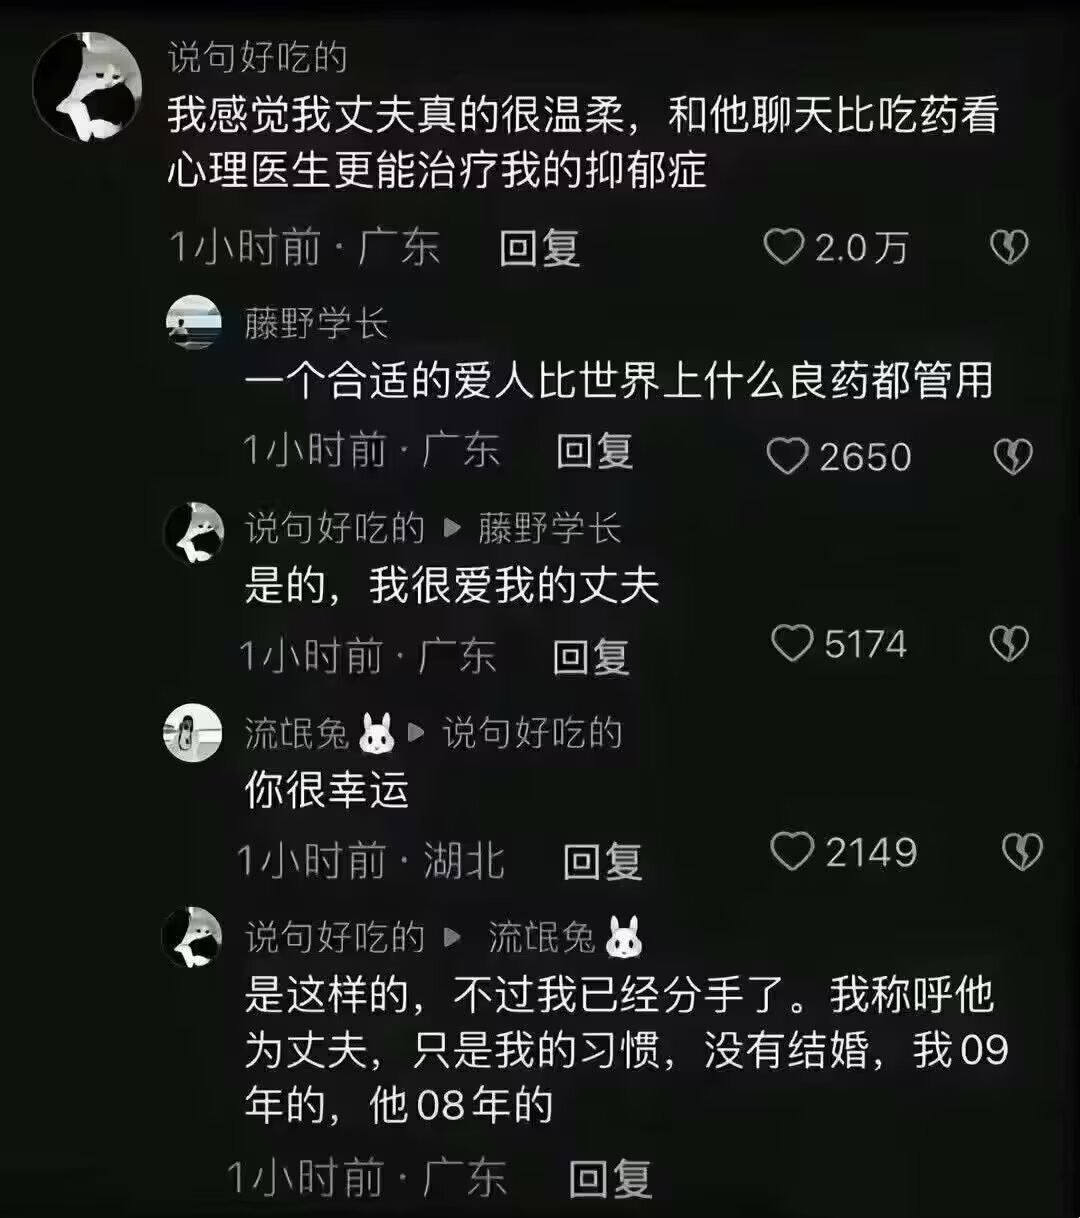 说句好吃的
我感觉我丈夫真的很温柔，和他聊天比吃药看
心理医生更能治疗我的抑郁症
1小时前·广东 回复 2.0万
藤野学长
一个合适的爱人比世界上什么良药都管用
1小时前·广东 回复 2650
说句好吃的 ▶ 藤野学长
是的，我很爱我的丈夫
1小时前·广东 回复 5174
流氓兔🐰 ▶ 说句好吃的
你很幸运
1小时前·湖北 回复 2149
说句好吃的 ▶ 流氓兔🐰
是这样的，不过我已经分手了。我称呼他
为丈夫，只是我的习惯，没有结婚，我09
年的，他08年的
1小时前·广东 回复